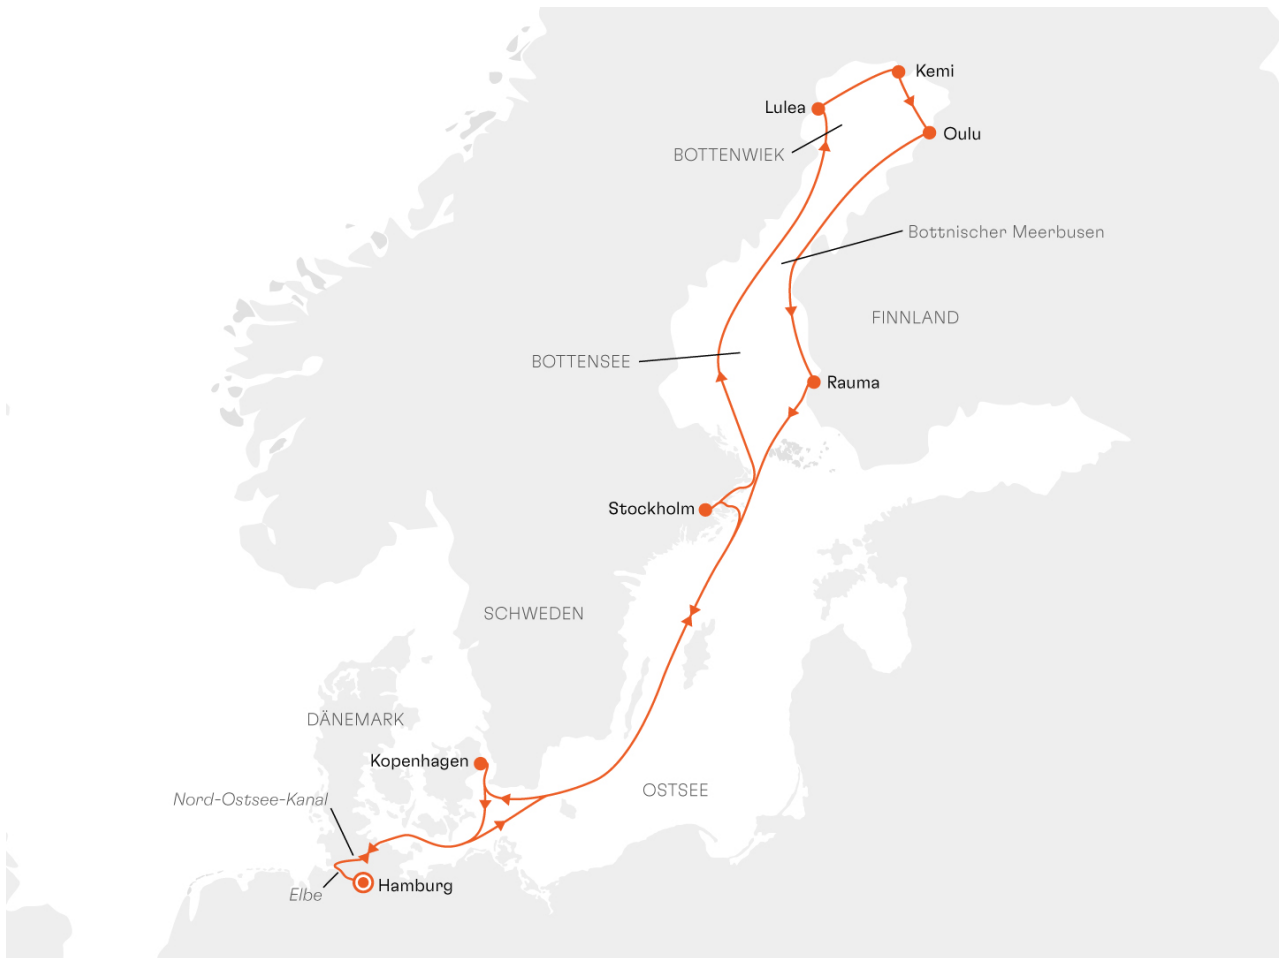 Kemi
Lulea
Oulu
BOTTENWIEK
Bottnischer Meerbusen
FINNLAND
BOTTENSEE
Rauma
Stockholm
SCHWEDEN
DÄNEMARK
Kopenhagen
OSTSEE
Nord-Ostsee-Kanal
Hamburg
Elbe